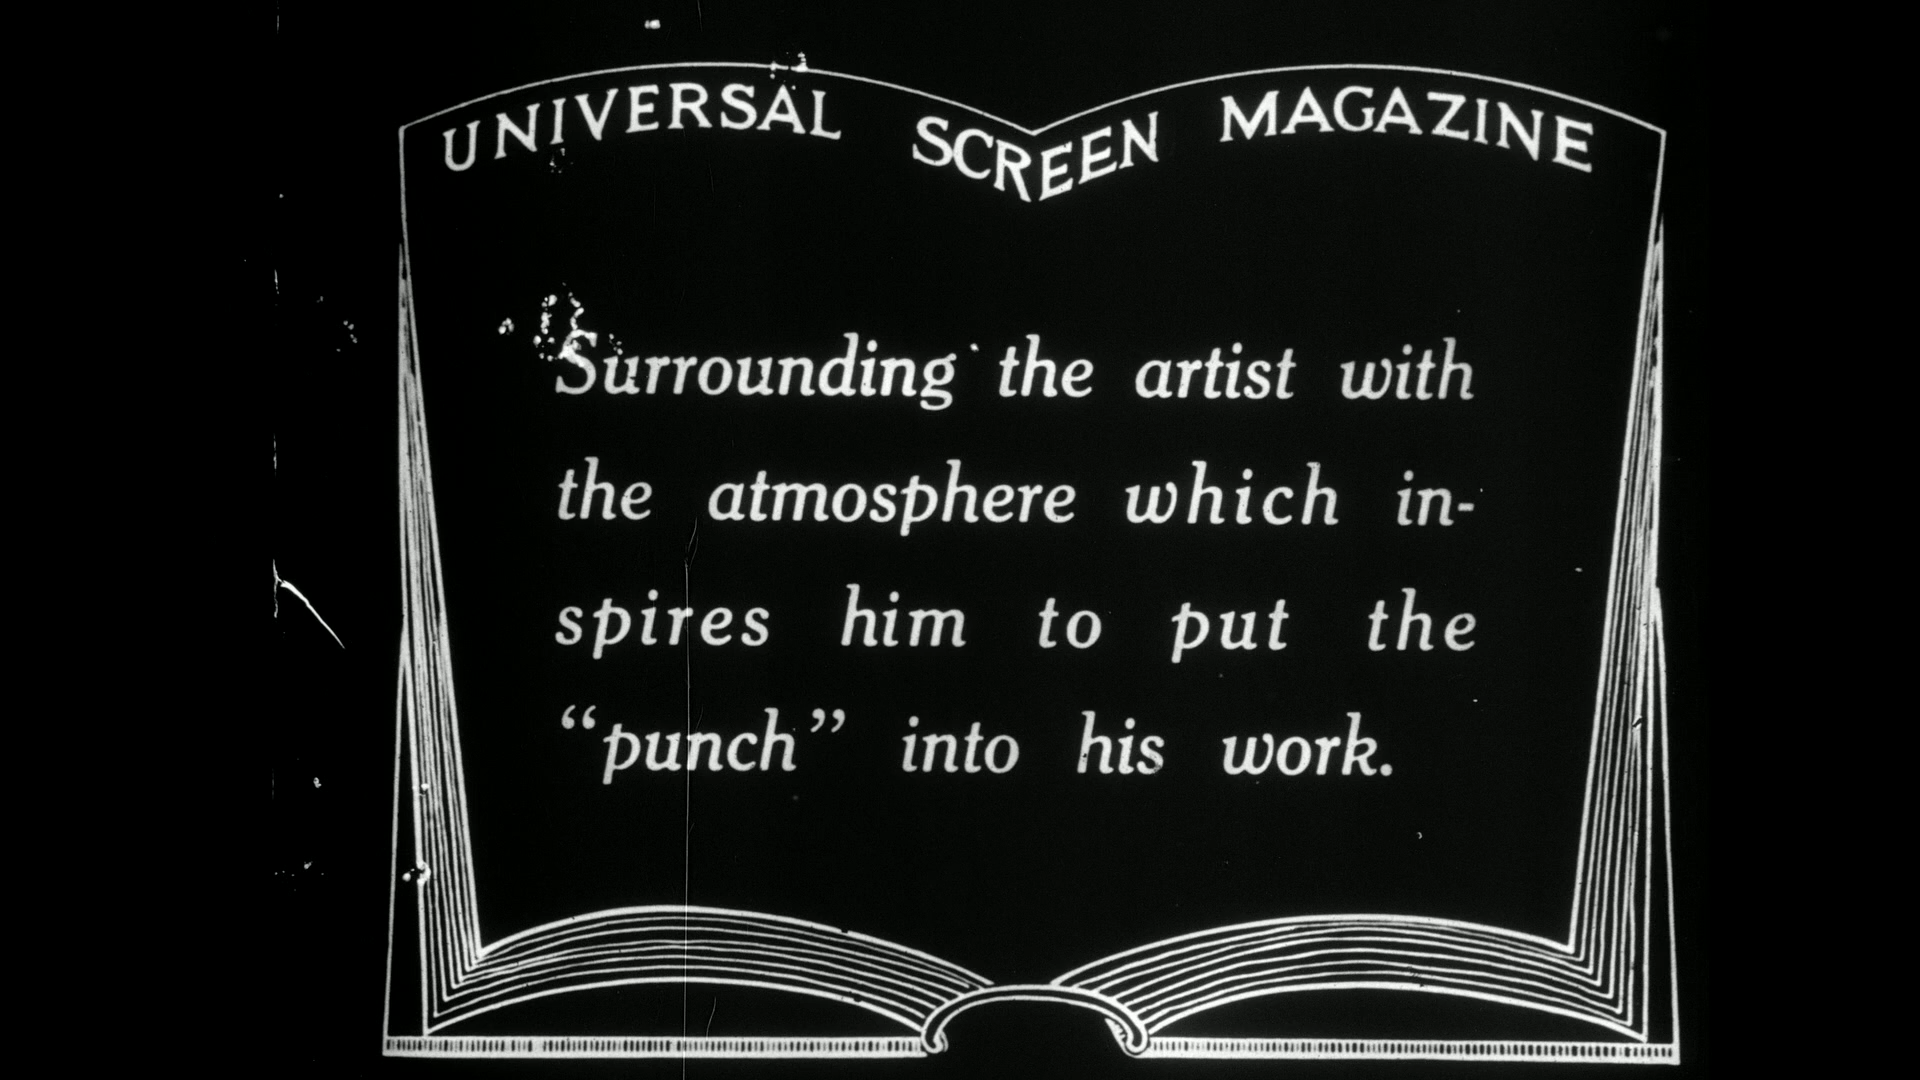 UNIVERSAL SCREEN MAGAZINE
Surrounding the artist with
the atmosphere which in-
spires him to put the
“punch” into his work.